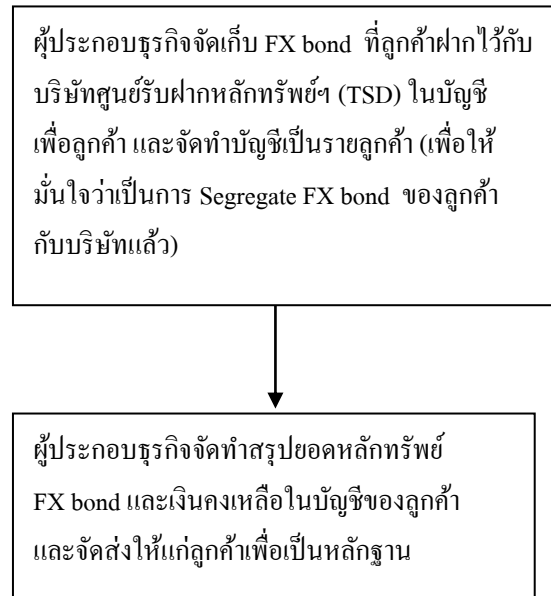 ผู้ประกอบธุรกิจจัดเก็บ FX bond ที่ลูกค้าฝากไว้กับ
บริษัทศูนย์รับฝากหลักทรัพย์ฯ (TSD) ในบัญชี
เพื่อลูกค้า และจัดทำบัญชีเป็นรายลูกค้า (เพื่อให้
มั่นใจว่าเป็นการ Segregate FX bond ของลูกค้า
กับบริษัทแล้ว)
ผู้ประกอบธุรกิจจัดทำสรุปยอดหลักทรัพย์
FX bond และเงินคงเหลือในบัญชีของลูกค้า
และจัดส่งให้แก่ลูกค้าเพื่อเป็นหลักฐาน